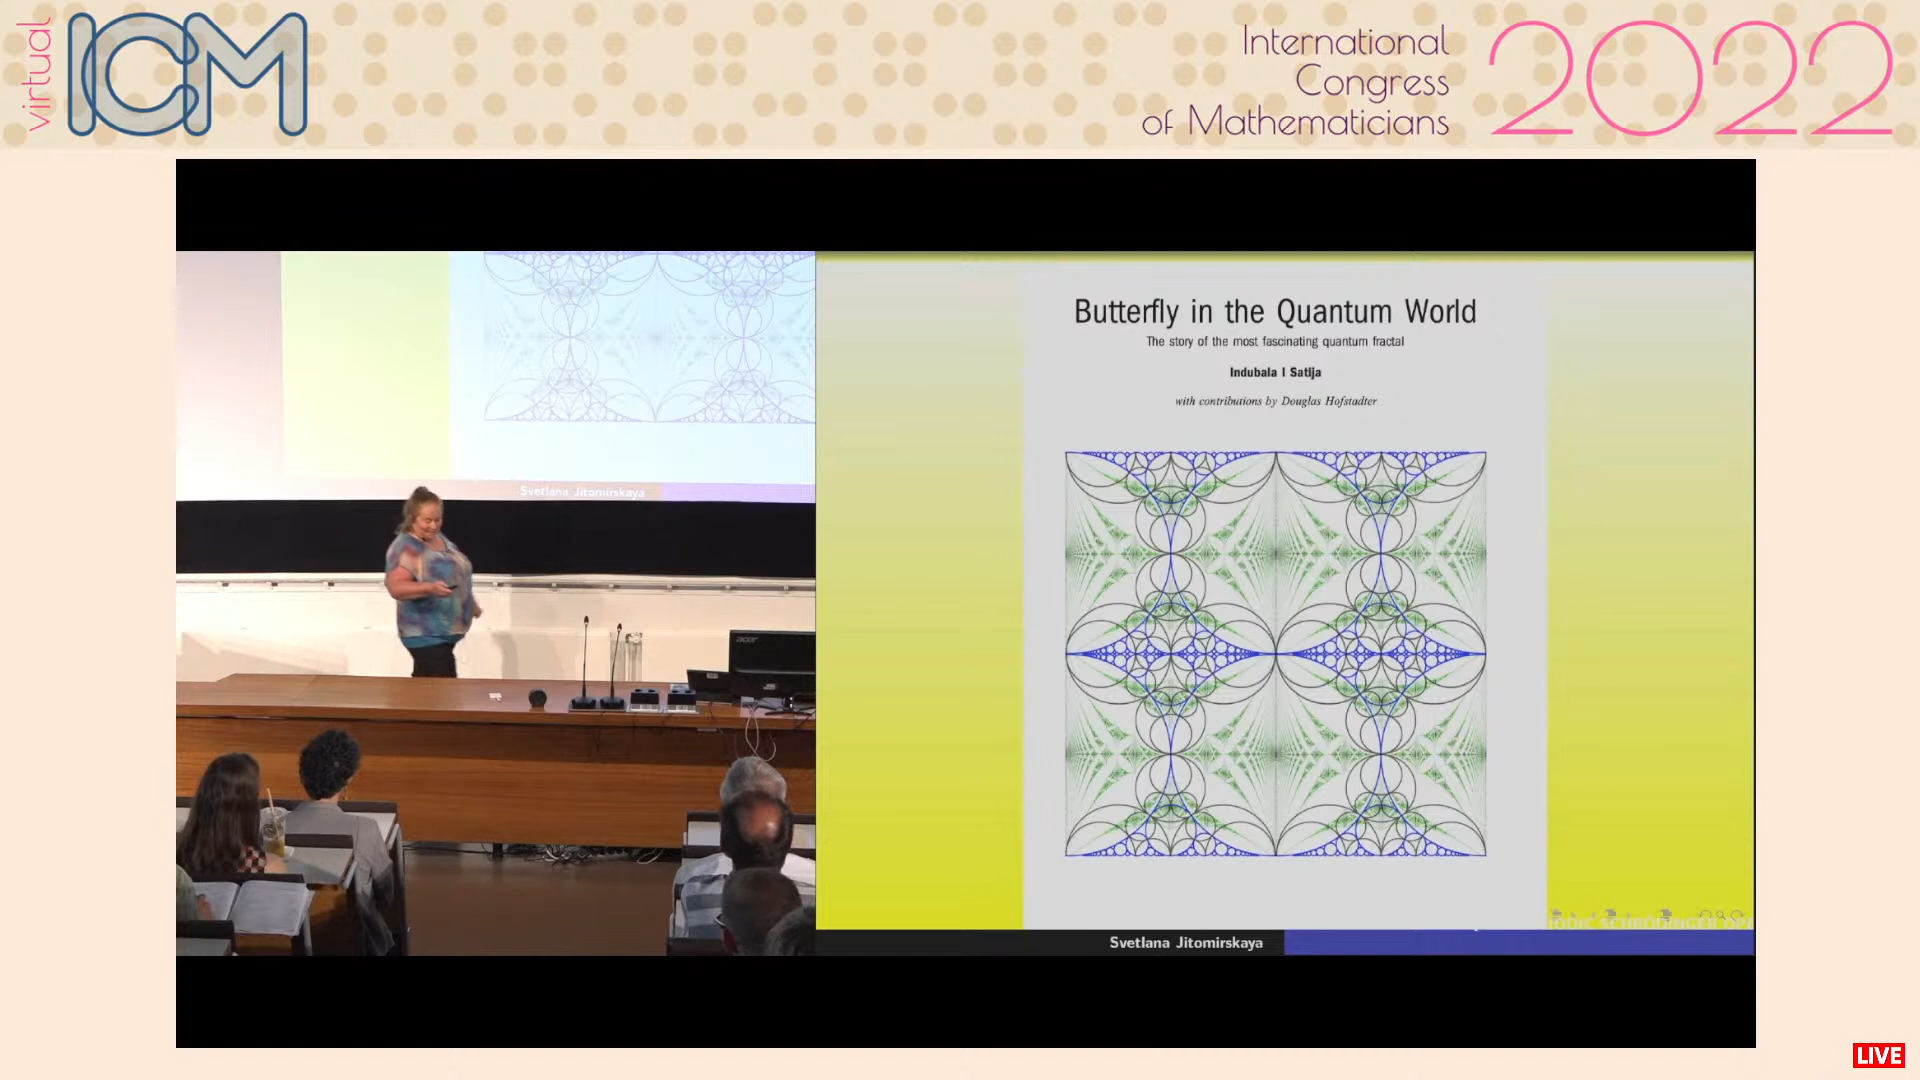 virtual
ICM
International
Congress
of Mathematicians
2022
Butterfly in the Quantum World
The story of the most fascinating quantum fractal
Indubala I Satija
with contributions by Douglas Hofstadter
Svetlana Jitomirskaya
acer
Svetlana Jitomirskaya
LIVE